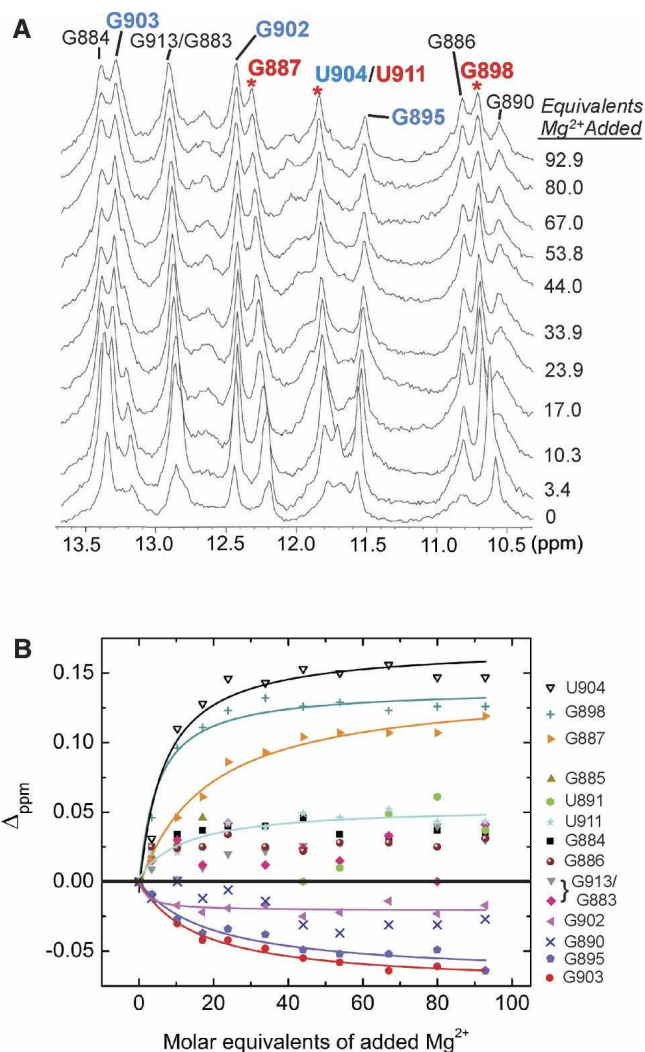 A
G884
G903
G913/G883
G902
G887
U904/U911
G895
G886
G898
G890
*
*
*
Equivalents
Mg2+Added
92.9
80.0
67.0
53.8
44.0
33.9
23.9
17.0
10.3
3.4
0
13.5 13.0 12.5 12.0 11.5 11.0 10.5 (ppm)
B
Δppm
0.15
0.10
0.05
0.00
-0.05
0 20 40 60 80 100
Molar equivalents of added Mg2+
U904
G898
G887
G885
U891
U911
G884
G886
G913/
G883
G902
G890
G895
G903